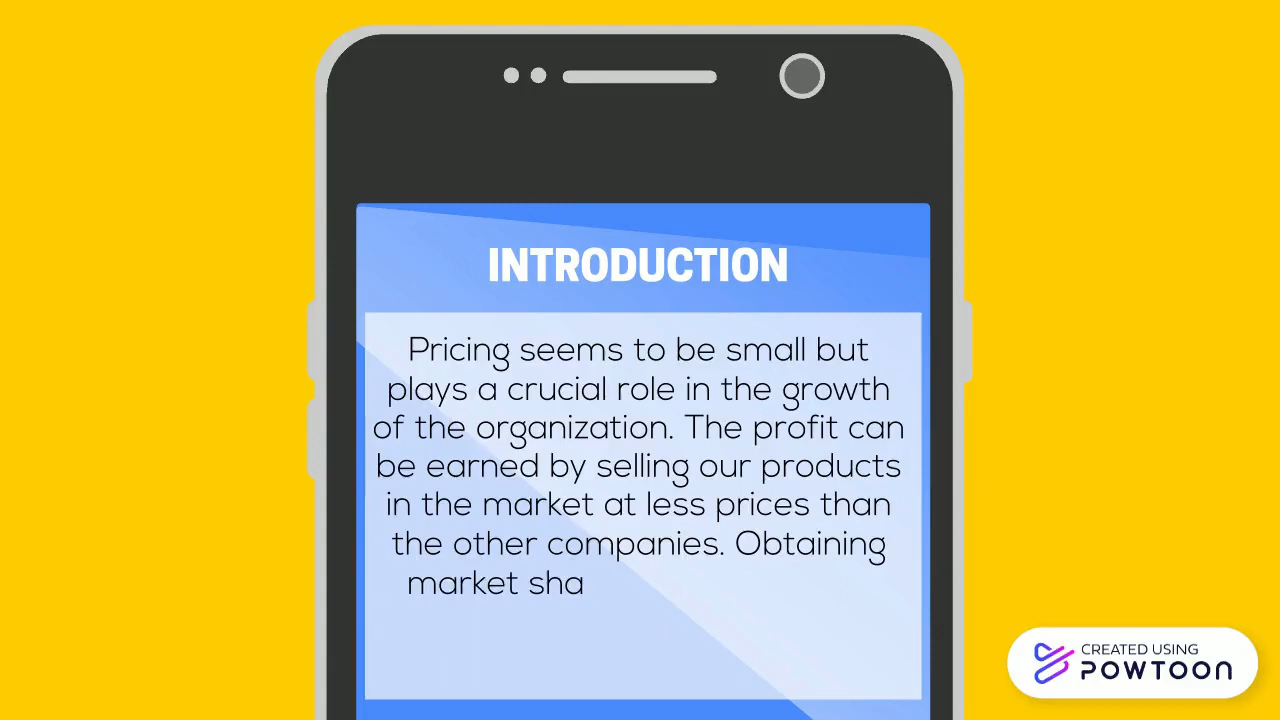 INTRODUCTION
Pricing seems to be small but
plays a crucial role in the growth
of the organization. The profit can
be earned by selling our products
in the market at less prices than
the other companies. Obtaining
market sha
CREATED USING
POWTOON